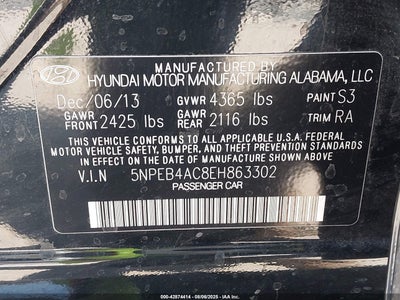 MANUFACTURED BY
HYUNDAI MOTOR MANUFACTURING ALABAMA, LLC
Dec/06/13 GVWR 4365 lbs PAINT S3
GAWR FRONT 2425 lbs GAWR REAR 2116 lbs TRIM RA
THIS VEHICLE CONFORMS TO ALL APPLICABLE U.S. FEDERAL
MOTOR VEHICLE SAFETY, BUMPER, AND THEFT PREVENTION STANDARDS
IN EFFECT ON THE DATE OF MANUFACTURE SHOWN ABOVE.
V.I.N 5NPEB4AC8EH863302
PASSENGER CAR
000-42874414 - 08/06/2025 -